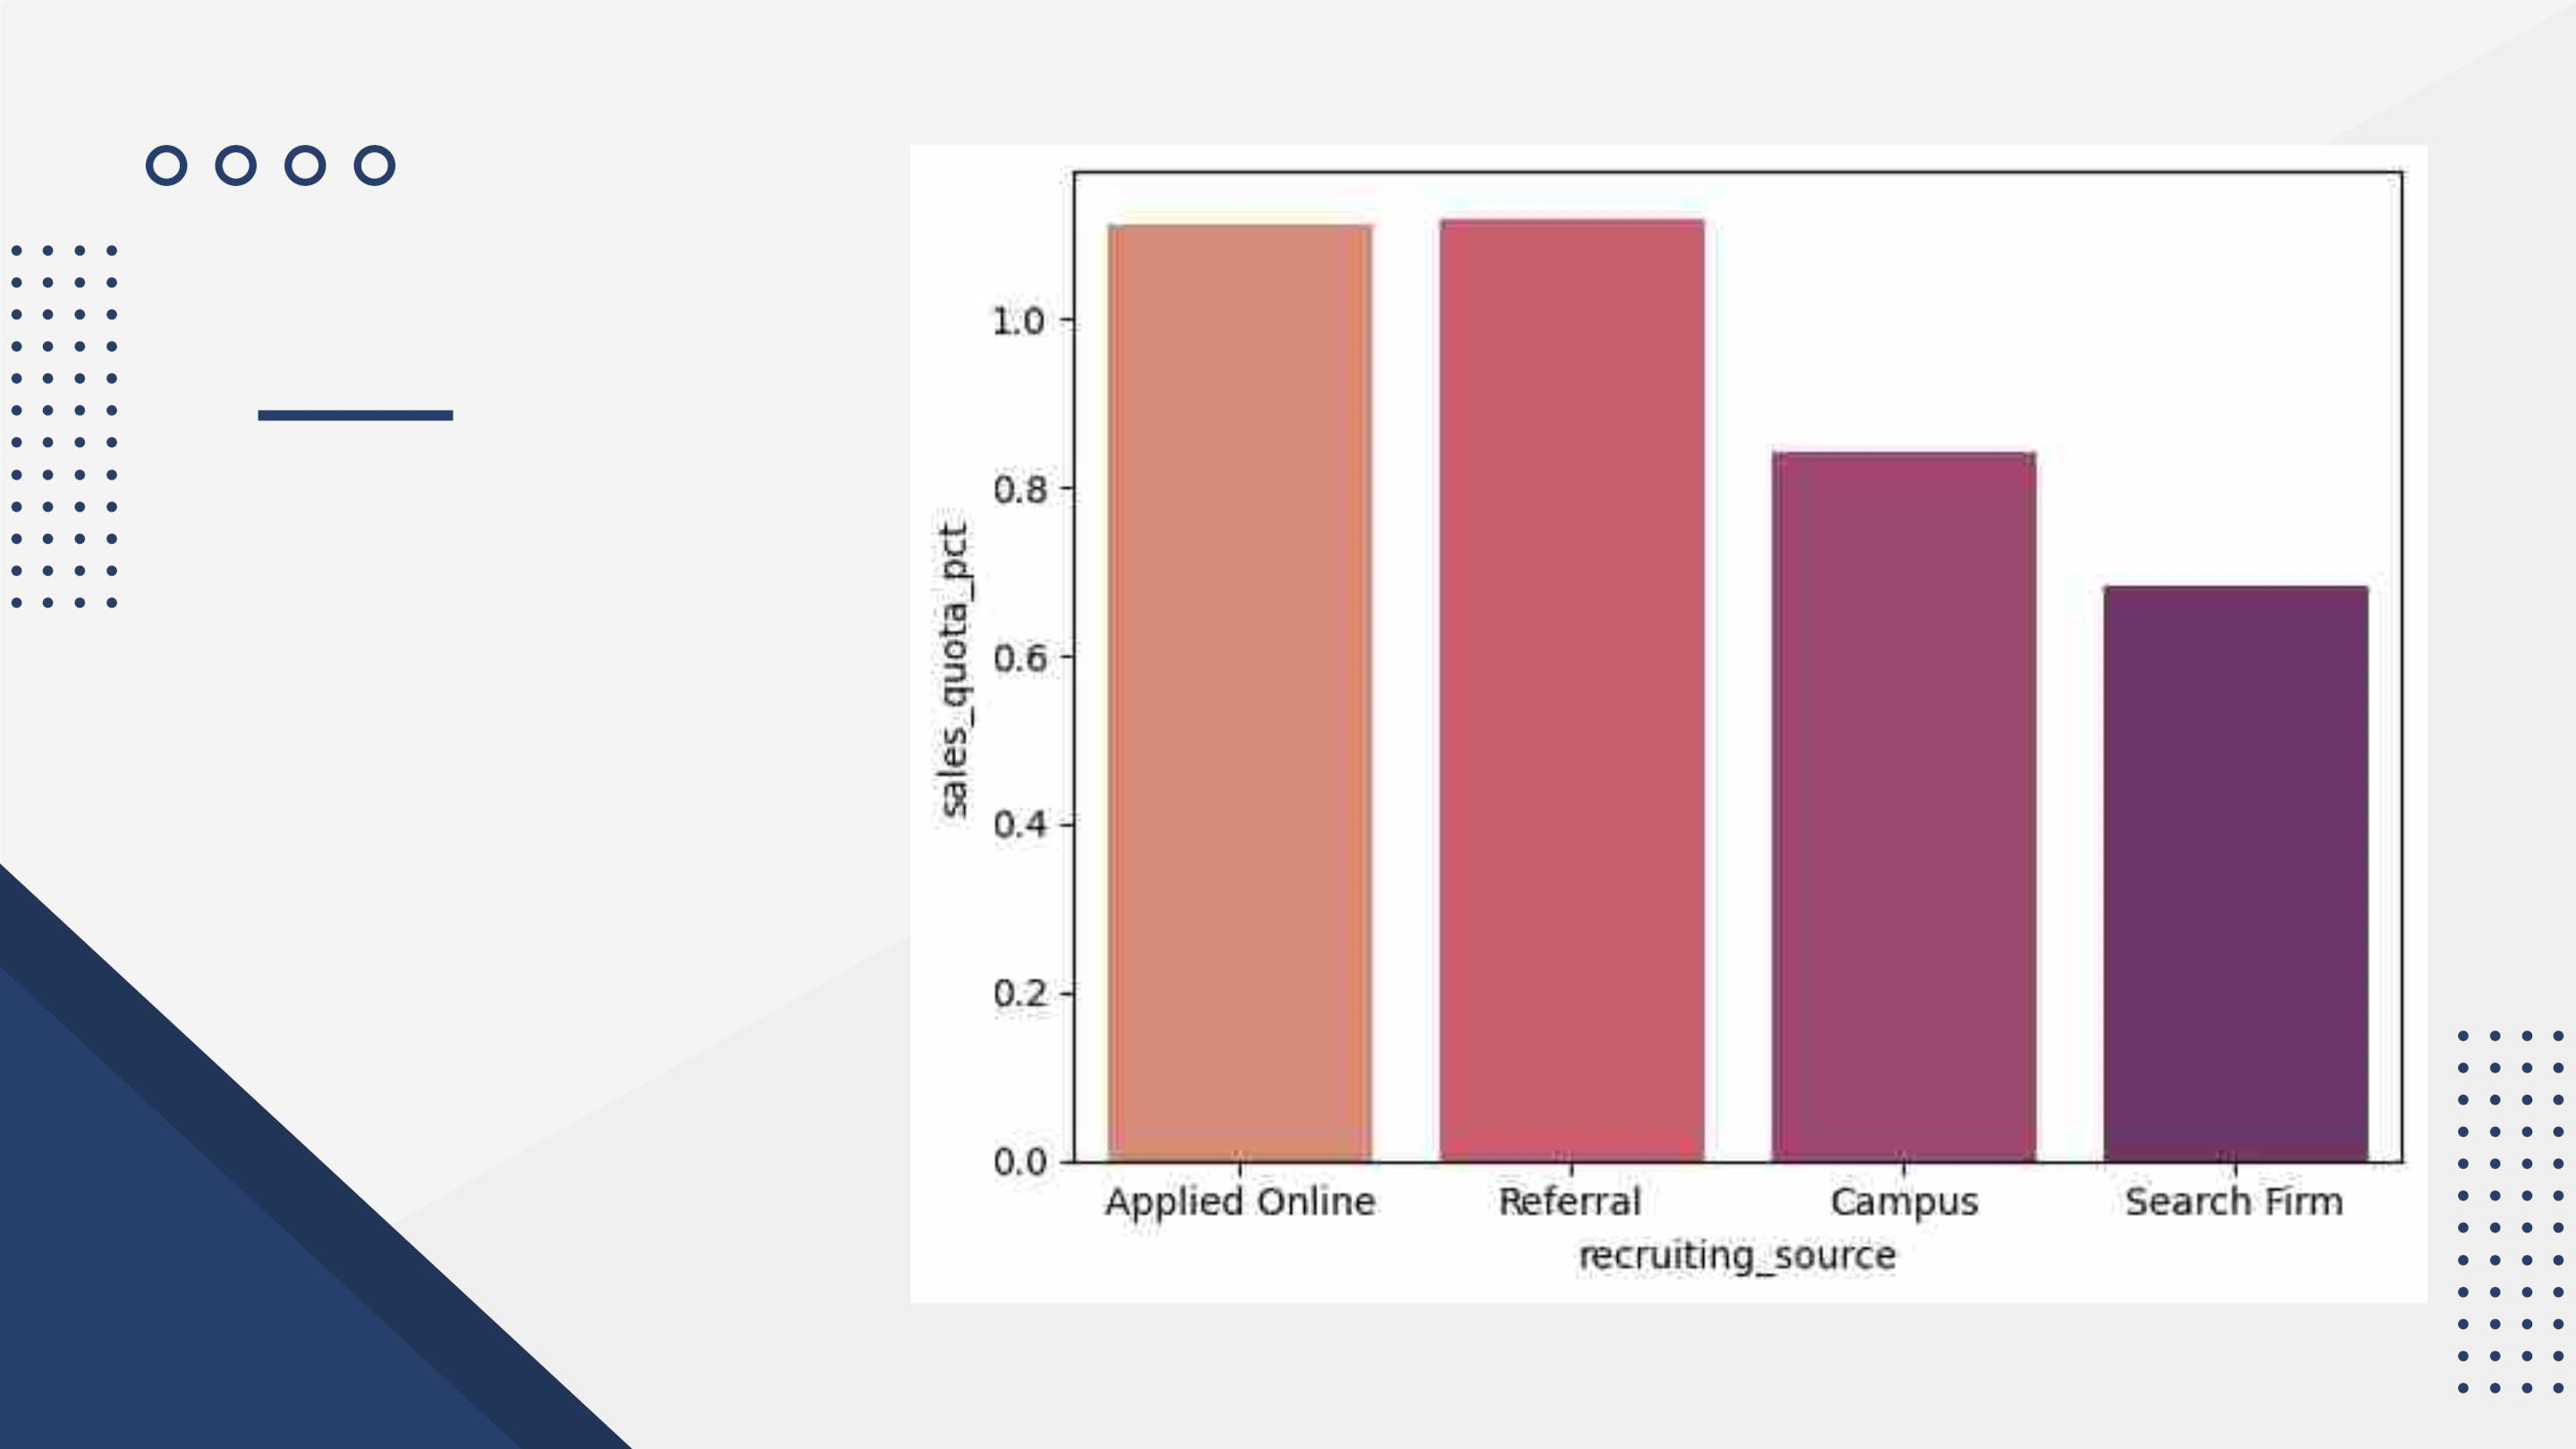 sales_quota_pct
1.0
0.8
0.6
0.4
0.2
0.0
Applied Online Referral Campus Search Firm
recruiting_source